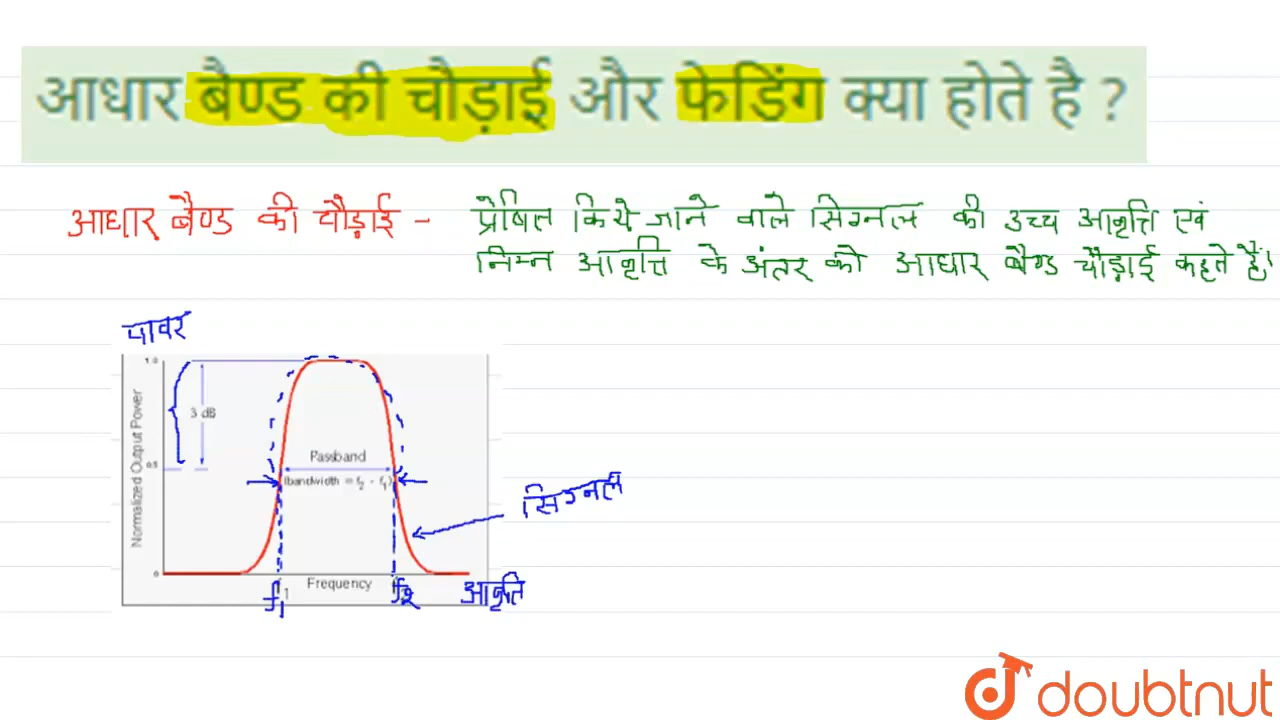 आधार बैण्ड की चौड़ाई और फेडिंग क्या होते है ?
आधार बैण्ड की चौड़ाई - प्रेषित किये जाने वाले सिग्नल की उच्च आवृत्ति एवं
निम्न आवृत्ति के अंतर को आधार बैण्ड चौड़ाई कहते हैं।
पावर
1.0
3 dB
Normalized Output Power
0.5
Passband
(bandwidth = f2 - f1)
सिग्नल
0
Frequency
1
f1
f2
आवृत्ति
doubtnut